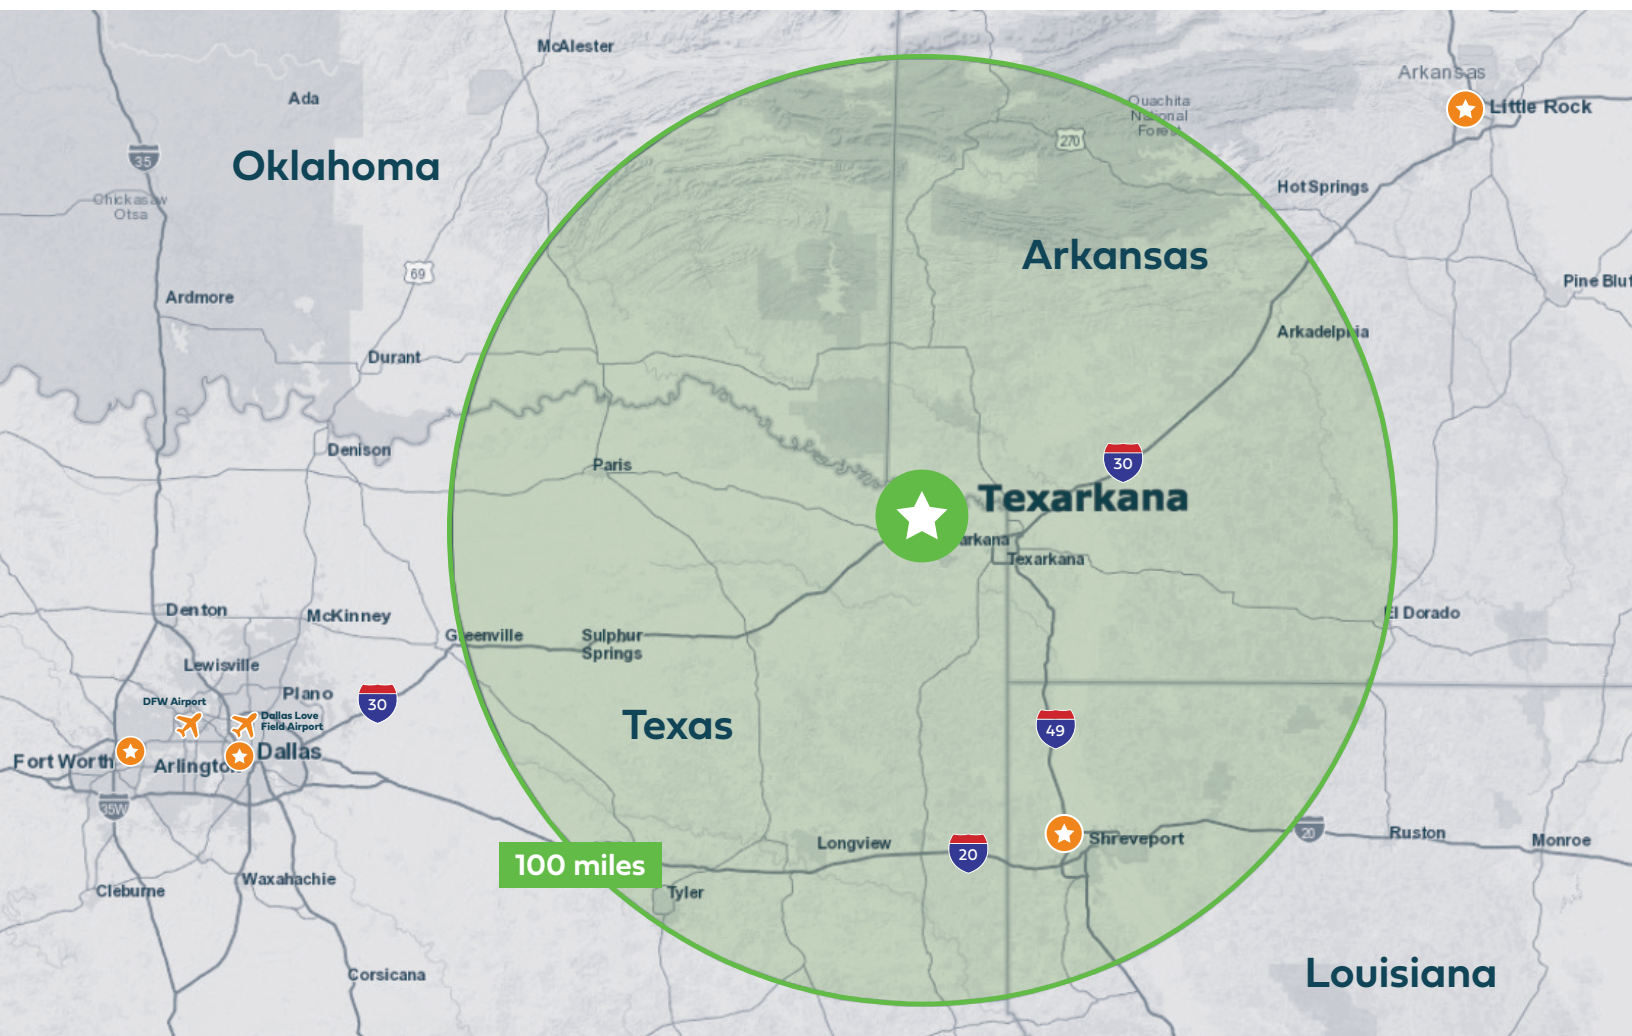 McAlester
Arkansas
Ada
Little Rock
Ouachita
National
Forest
270
35
Oklahoma
Hot Springs
Chickasaw
Otsa
Arkansas
69
Pine Bluf
Ardmore
Arkadelphia
Durant
Denison
Paris
30
Texarkana
arkana
Texarkana
Denton
McKinney
El Dorado
Greenville
Sulphur
Springs
Lewisville
Plano
DFW Airport
30
Dallas Love
Field Airport
Texas
49
Fort Worth
Arlington
Dallas
35W
20
Ruston
Shreveport
Monroe
Longview
20
100 miles
Tyler
Cleburne
Waxahachie
Corsicana
Louisiana